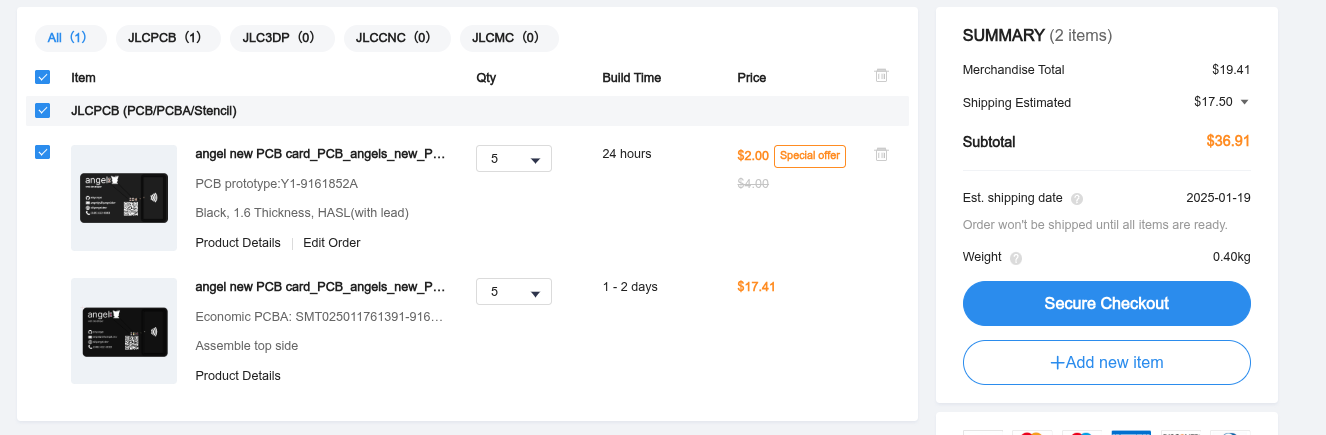 All（1）
JLCPCB（1）
JLC3DP（0）
JLCCNC（0）
JLCMC（0）
Item
Qty
Build Time
Price
JLCPCB (PCB/PCBA/Stencil)
angel new PCB card_PCB_angels_new_P…
5
24 hours
$2.00 Special offer
PCB prototype:Y1-9161852A
$4.00
Black, 1.6 Thickness, HASL(with lead)
Product Details
Edit Order
angel new PCB card_PCB_angels_new_P…
5
1 - 2 days
$17.41
Economic PCBA: SMT025011761391-916…
Assemble top side
Product Details
SUMMARY (2 items)
Merchandise Total $19.41
Shipping Estimated $17.50
Subtotal $36.91
Est. shipping date ? 2025-01-19
Order won't be shipped until all items are ready.
Weight ? 0.40kg
Secure Checkout
+Add new item